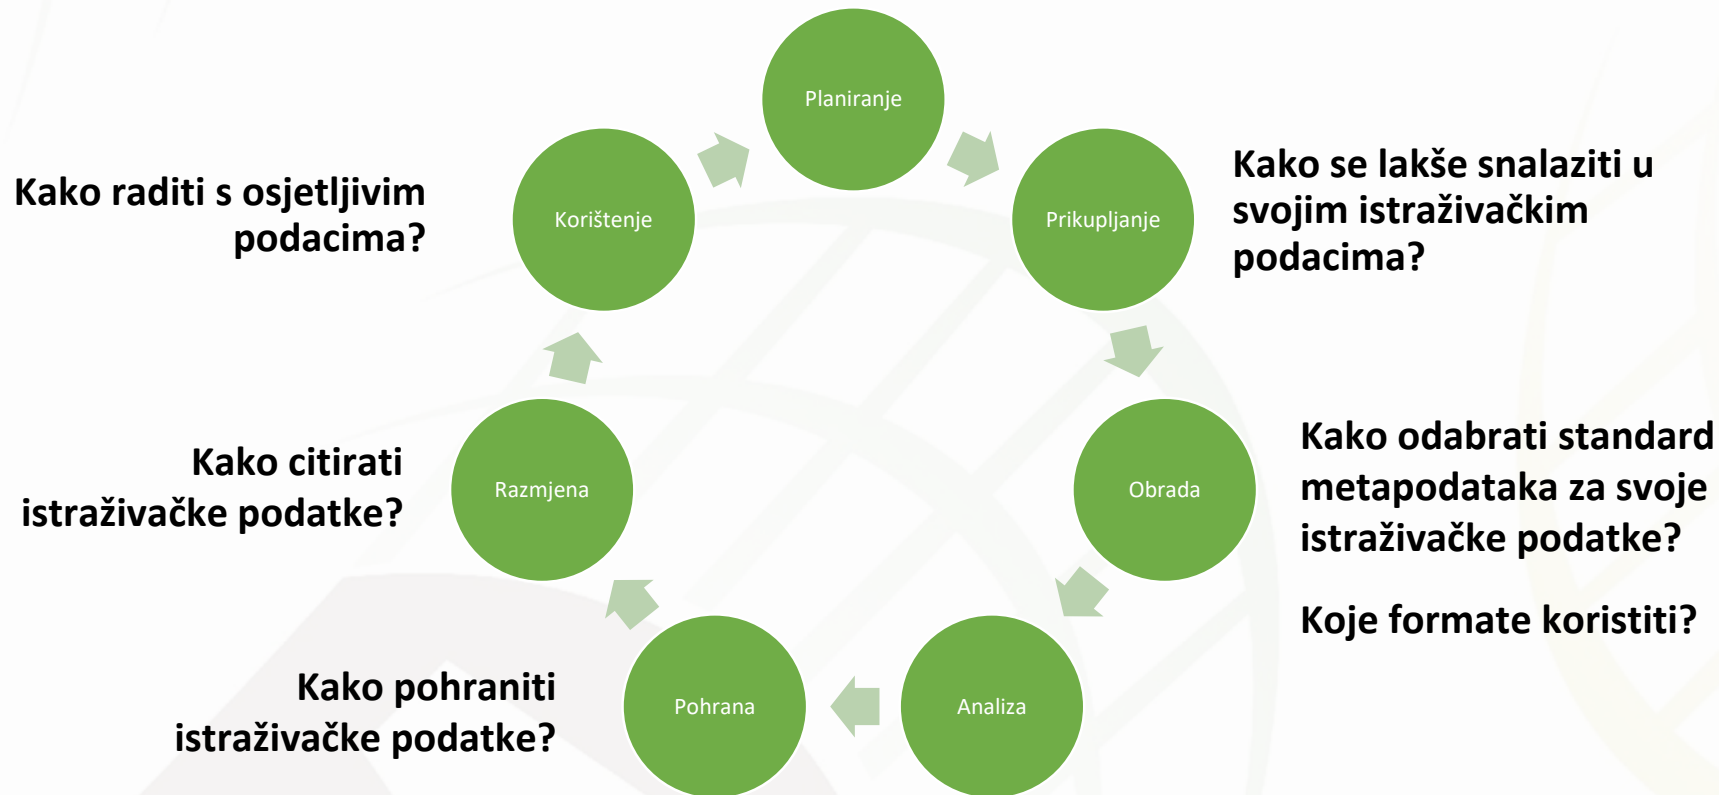 Planiranje
Prikupljanje
Kako se lakše snalaziti u
svojim istraživačkim
podacima?
Obrada
Kako odabrati standard
metapodataka za svoje
istraživačke podatke?
Koje formate koristiti?
Analiza
Pohrana
Kako pohraniti
istraživačke podatke?
Razmjena
Kako citirati
istraživačke podatke?
Korištenje
Kako raditi s osjetljivim
podacima?